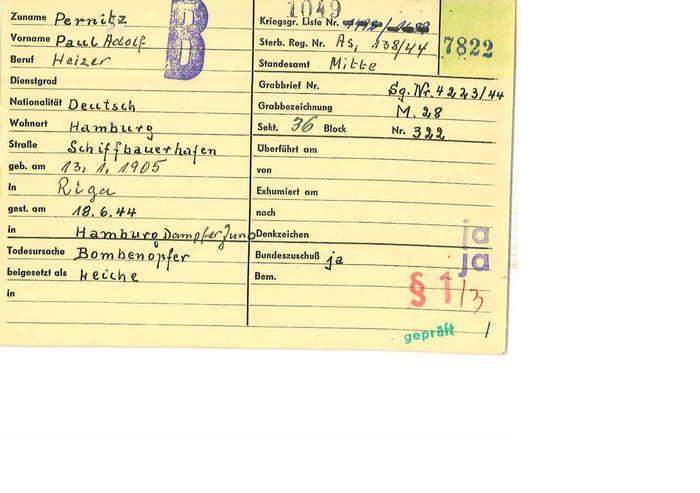 Zuname Pernitz
Vorname Paul Adolf
Beruf Heizer
Dienstgrad
Nationalität Deutsch
Wohnort Hamburg
Straße Schiffbauerhafen
geb. am 13. 1. 1905
in Riga
gest. am 18. 6. 44
in Hamburg Dampfer Juno
Todesursache Bombenopfer
beigesetzt als Leiche
in
B
1049
Kriegsgr. Liste Nr.
Sterb. Reg. Nr. As, 138/44
7822
Standesamt Mitte
Grabbrief Nr. Sg. Nr. 4223/44
Grabbezeichnung M. 28
Sekt. 36 Block Nr. 322
Überführt am
von
Exhumiert am
nach
Denkzeichen ja
Bundeszuschuß ja ja
Bem.
§ 1/3
geprüft